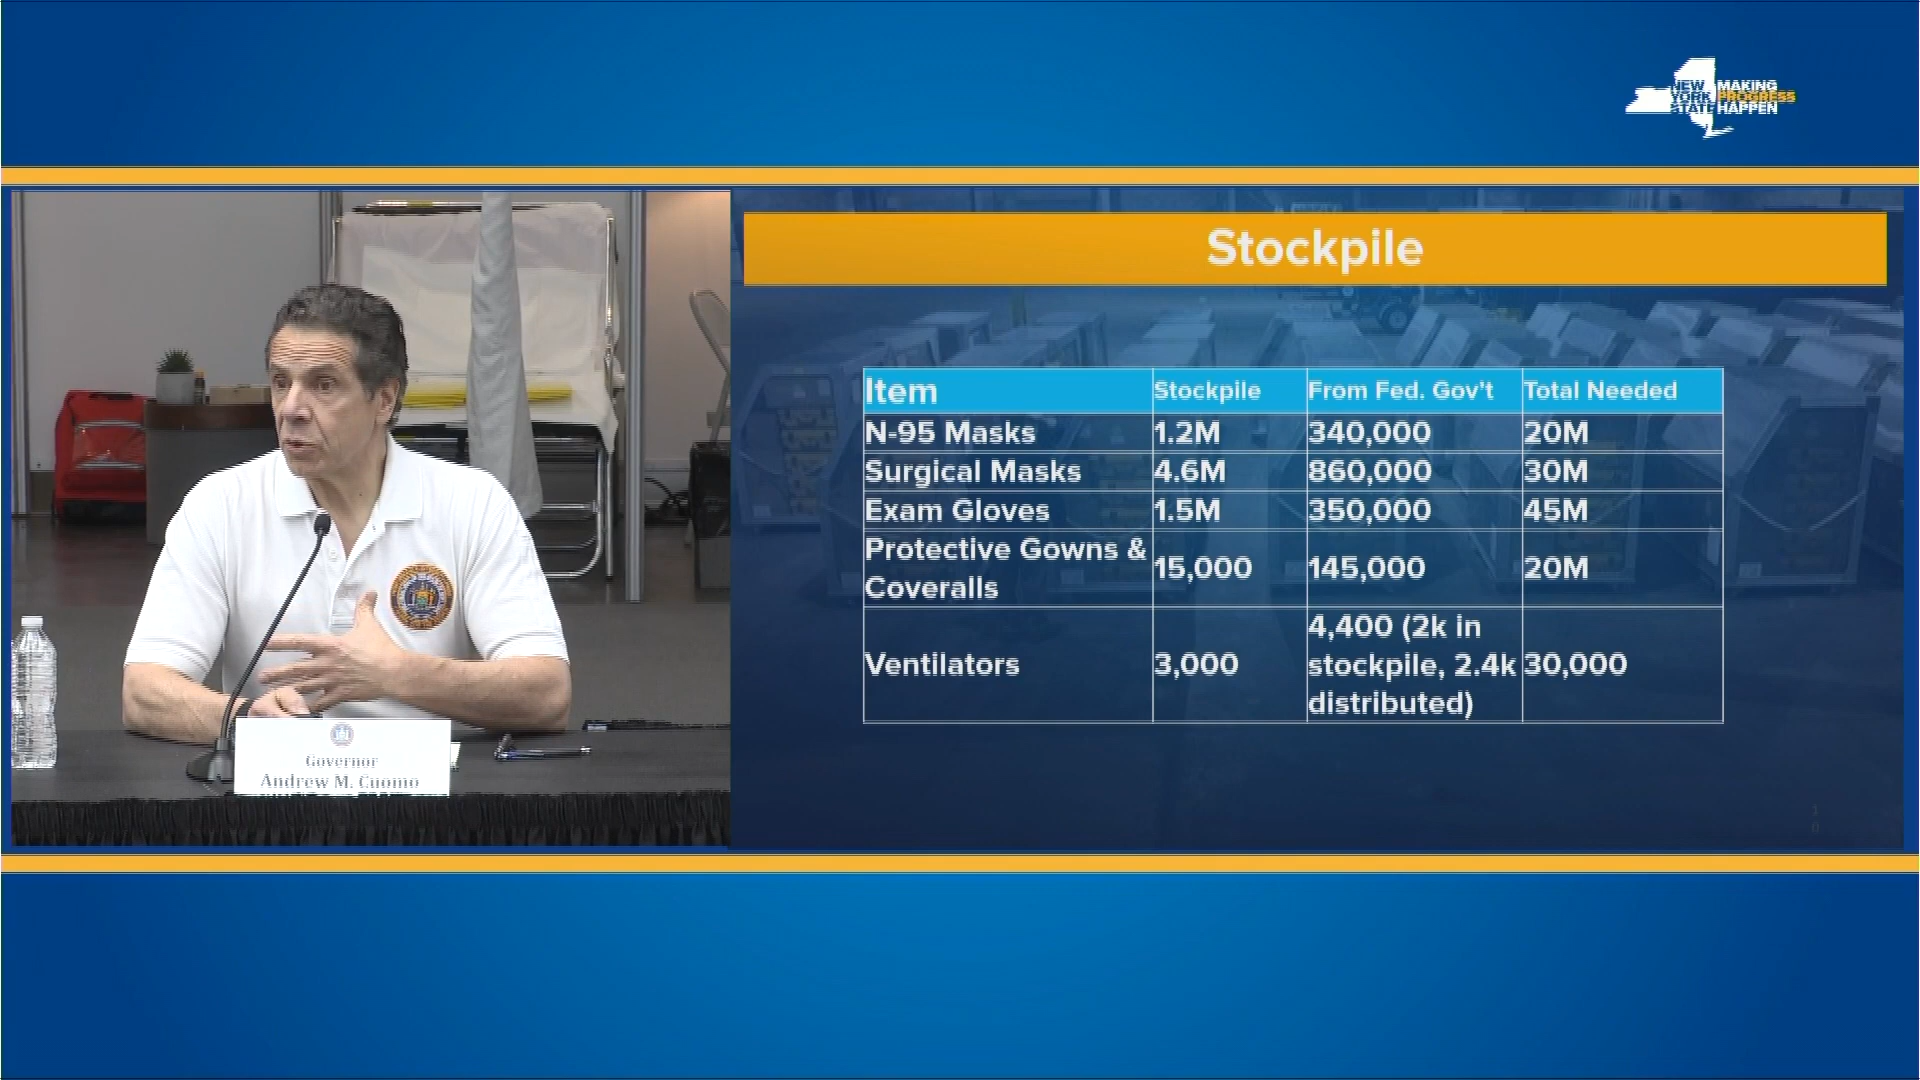 NEW YORK STATE
MAKING PROGRESS HAPPEN
Stockpile
Item Stockpile From Fed. Gov't Total Needed
N-95 Masks 1.2M 340,000 20M
Surgical Masks 4.6M 860,000 30M
Exam Gloves 1.5M 350,000 45M
Protective Gowns &
Coveralls
15,000 145,000 20M
Ventilators 3,000
4,400 (2k in
stockpile, 2.4k
distributed)
30,000
Governor
Andrew M. Cuomo
10